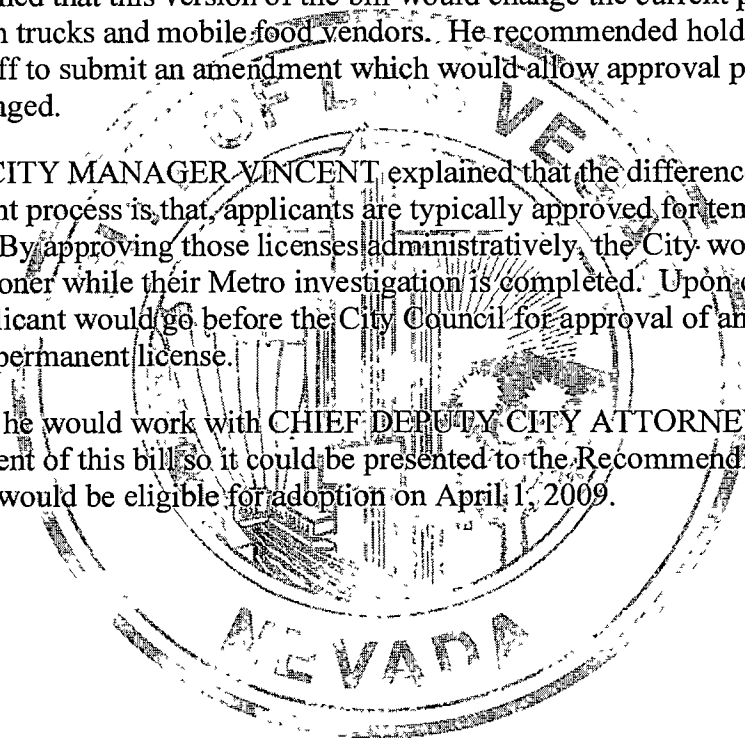 ned that this version of the bill would change the current p
n trucks and mobile food vendors. He recommended hold
ff to submit an amendment which would allow approval p
nged.
CITY MANAGER VINCENT explained that the differenc
nt process is that, applicants are typically approved for ten
By approving those licenses administratively, the City wo
oner while their Metro investigation is completed. Upon c
licant would go before the City Council for approval of an
permanent license.
he would work with CHIEF DEPUTY CITY ATTORNE
ent of this bill so it could be presented to the Recommend
would be eligible for adoption on April 1, 2009.
NEVADA